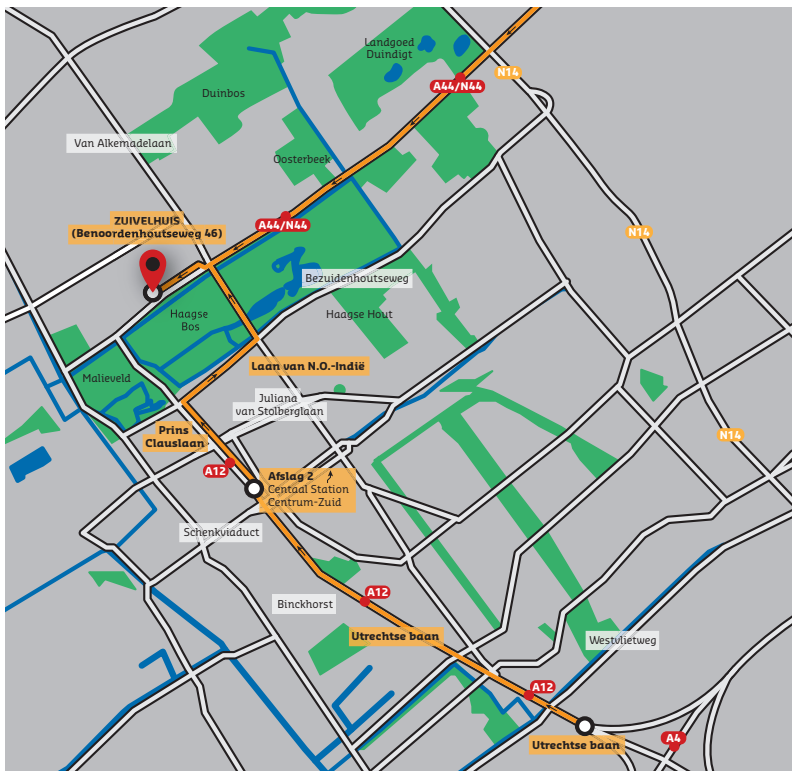 Landgoed
Duindigt
N14
A44/N44
Duinbos
Van Alkemadelaan
Oosterbeek
ZUIVELHUIS
(Benoordenhoutseweg 46)
A44/N44
N14
Bezuidenhoutseweg
Haagse
Bos
Haagse Hout
Laan van N.O.-Indië
Malieveld
Juliana
van Stolberglaan
Prins
Clauslaan
N14
A12
Afslag 2
Centaal Station
Centrum-Zuid
Schenkviaduct
A12
Binckhorst
Utrechtse baan
Westvlietweg
A12
A4
Utrechtse baan